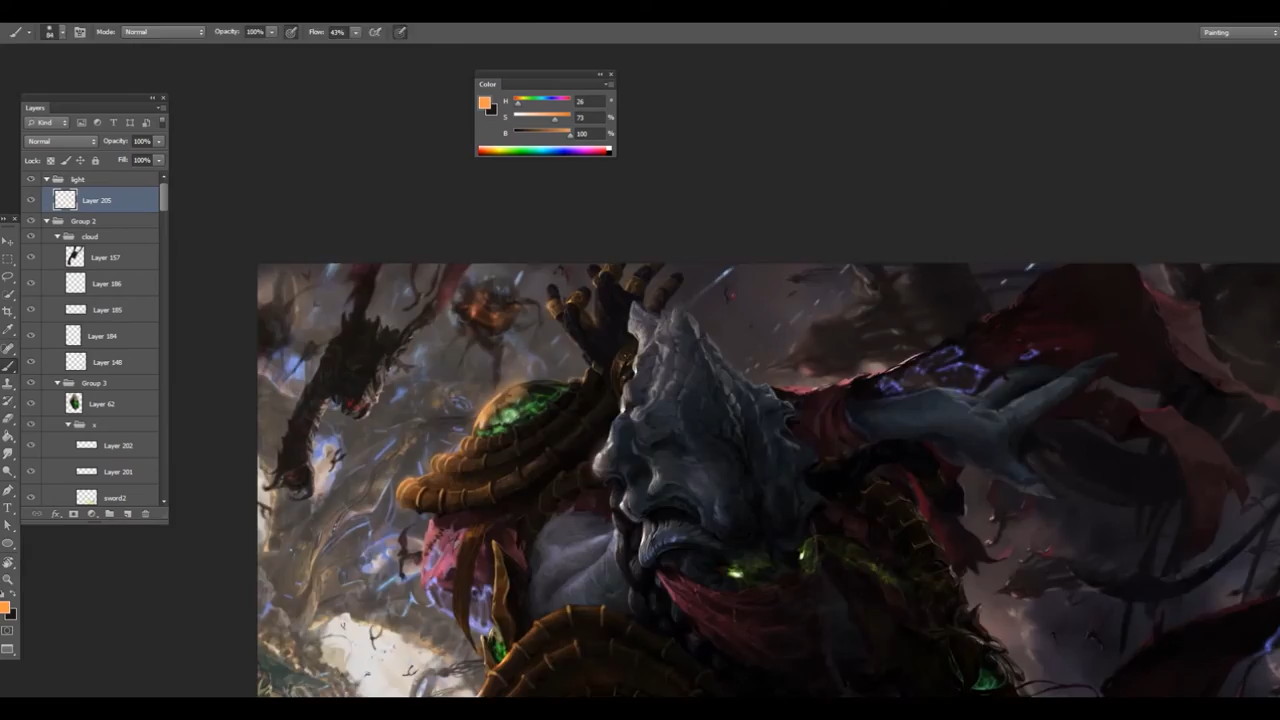 84 Mode: Normal Opacity: 100% Flow: 43% Painting
Color
H 26 °
S 73 %
B 100 %
Layers
Kind
Normal Opacity: 100%
Lock: Fill: 100%
light
Layer 205
Group 2
cloud
Layer 157
Layer 186
Layer 185
Layer 184
Layer 148
Group 3
Layer 62
s
Layer 202
Layer 201
sword2
fx